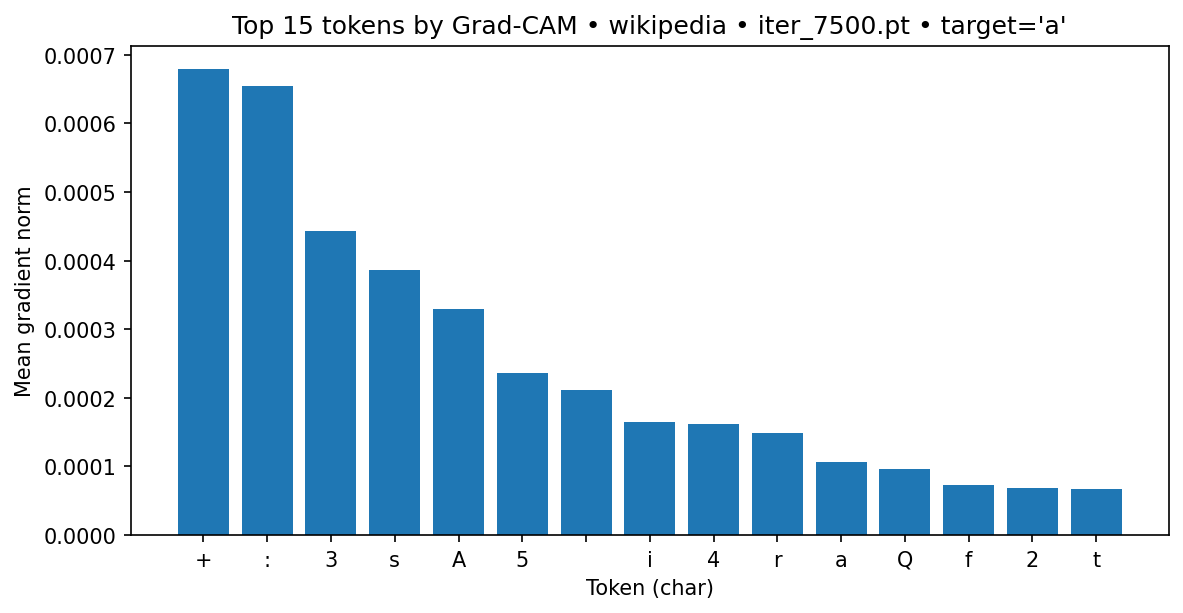 Top 15 tokens by Grad-CAM • wikipedia • iter_7500.pt • target='a'
0.0007
0.0006
0.0005
0.0004
0.0003
0.0002
0.0001
0.0000
Mean gradient norm
+ : 3 s A 5 i 4 r a Q f 2 t
Token (char)